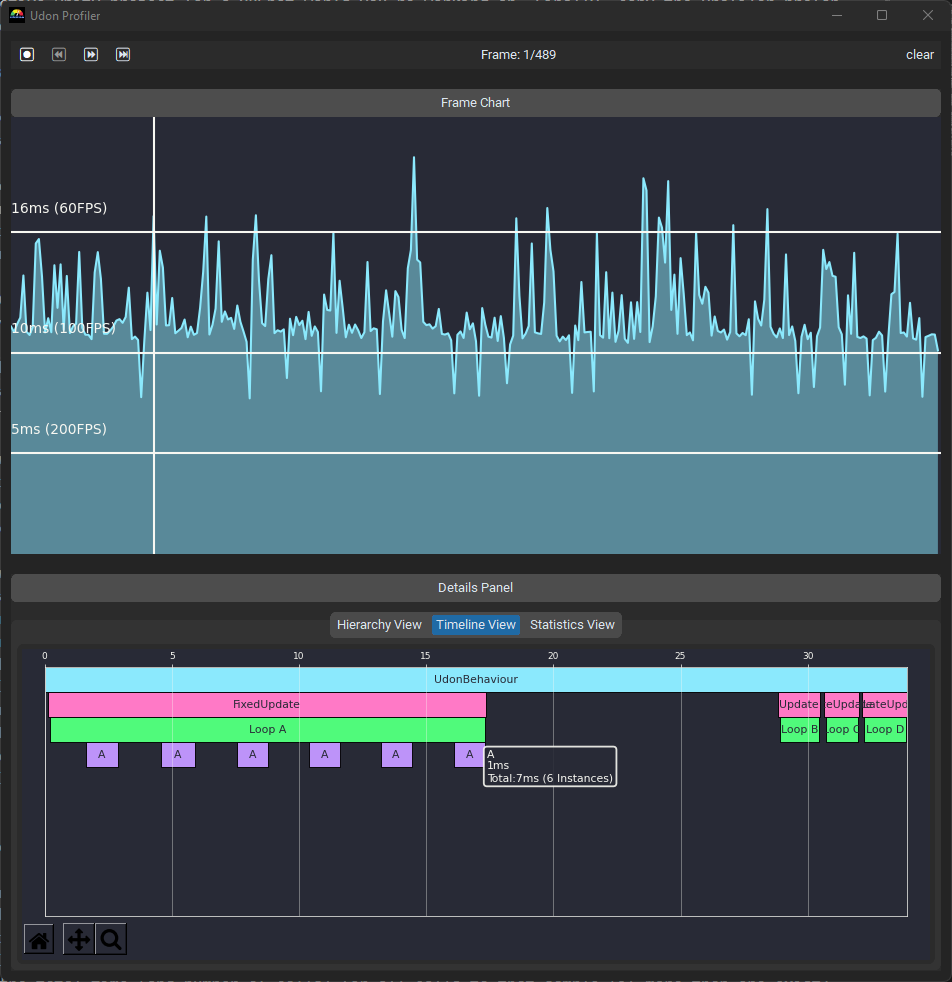 Udon Profiler
Frame: 1/489
clear
Frame Chart
16ms (60FPS)
10ms (100FPS)
5ms (200FPS)
Details Panel
Hierarchy View Timeline View Statistics View
0 5 10 15 20 25 30
UdonBehaviour
FixedUpdate Update eUpda ateUpd
Loop A Loop B Loop C Loop D
A A A A A A
A
1ms
Total:7ms (6 Instances)